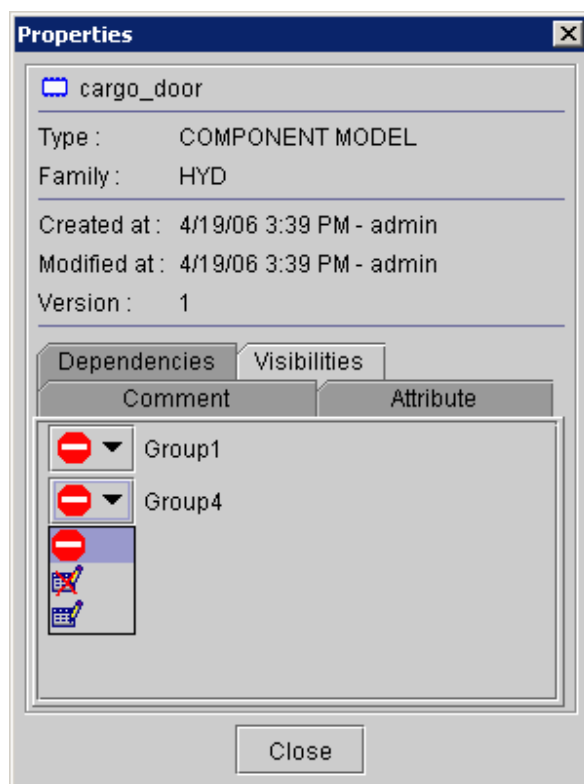 Properties
cargo_door
Type : COMPONENT MODEL
Family : HYD
Created at : 4/19/06 3:39 PM - admin
Modified at : 4/19/06 3:39 PM - admin
Version : 1
Dependencies Visibilities
Comment Attribute
Group1
Group4
Close